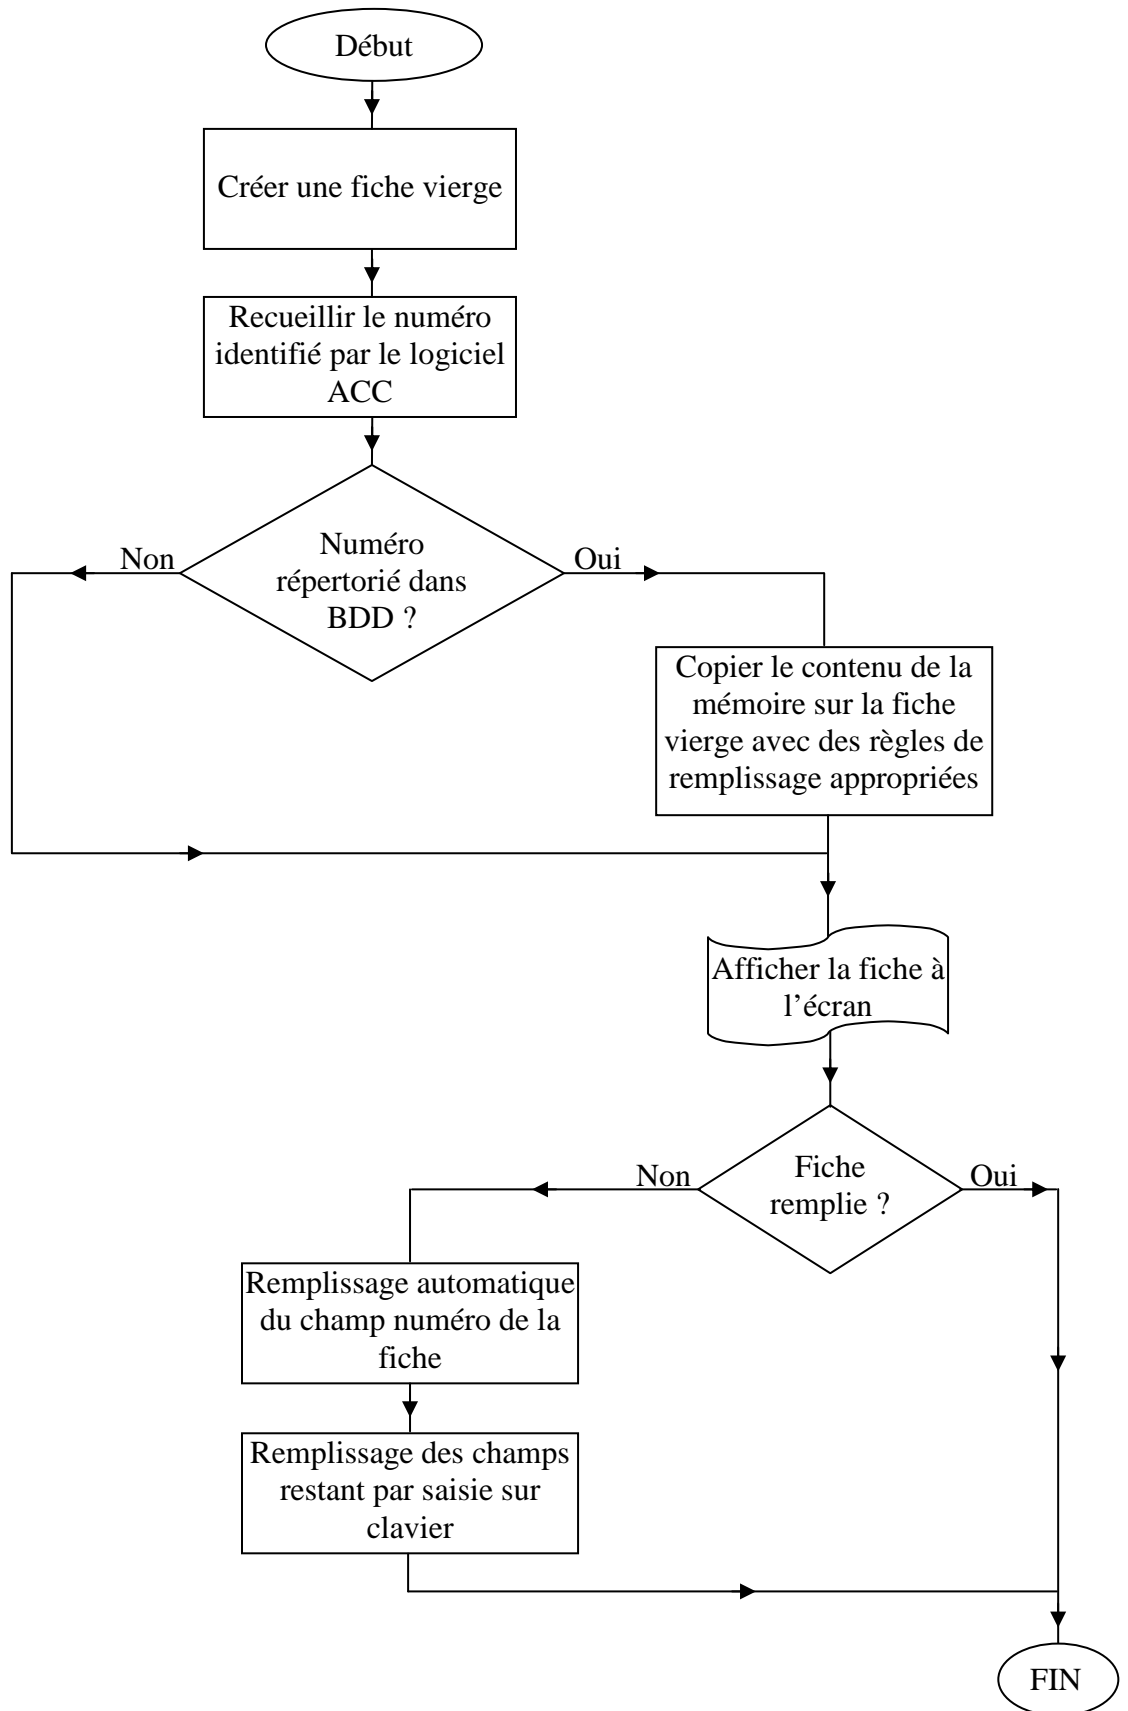 Début
Créer une fiche vierge
Recueillir le numéro
identifié par le logiciel
ACC
Non
Numéro
répertorié dans
BDD ?
Oui
Copier le contenu de la
mémoire sur la fiche
vierge avec des règles de
remplissage appropriées
Afficher la fiche à
l’écran
Non
Fiche
remplie ?
Oui
Remplissage automatique
du champ numéro de la
fiche
Remplissage des champs
restant par saisie sur
clavier
FIN